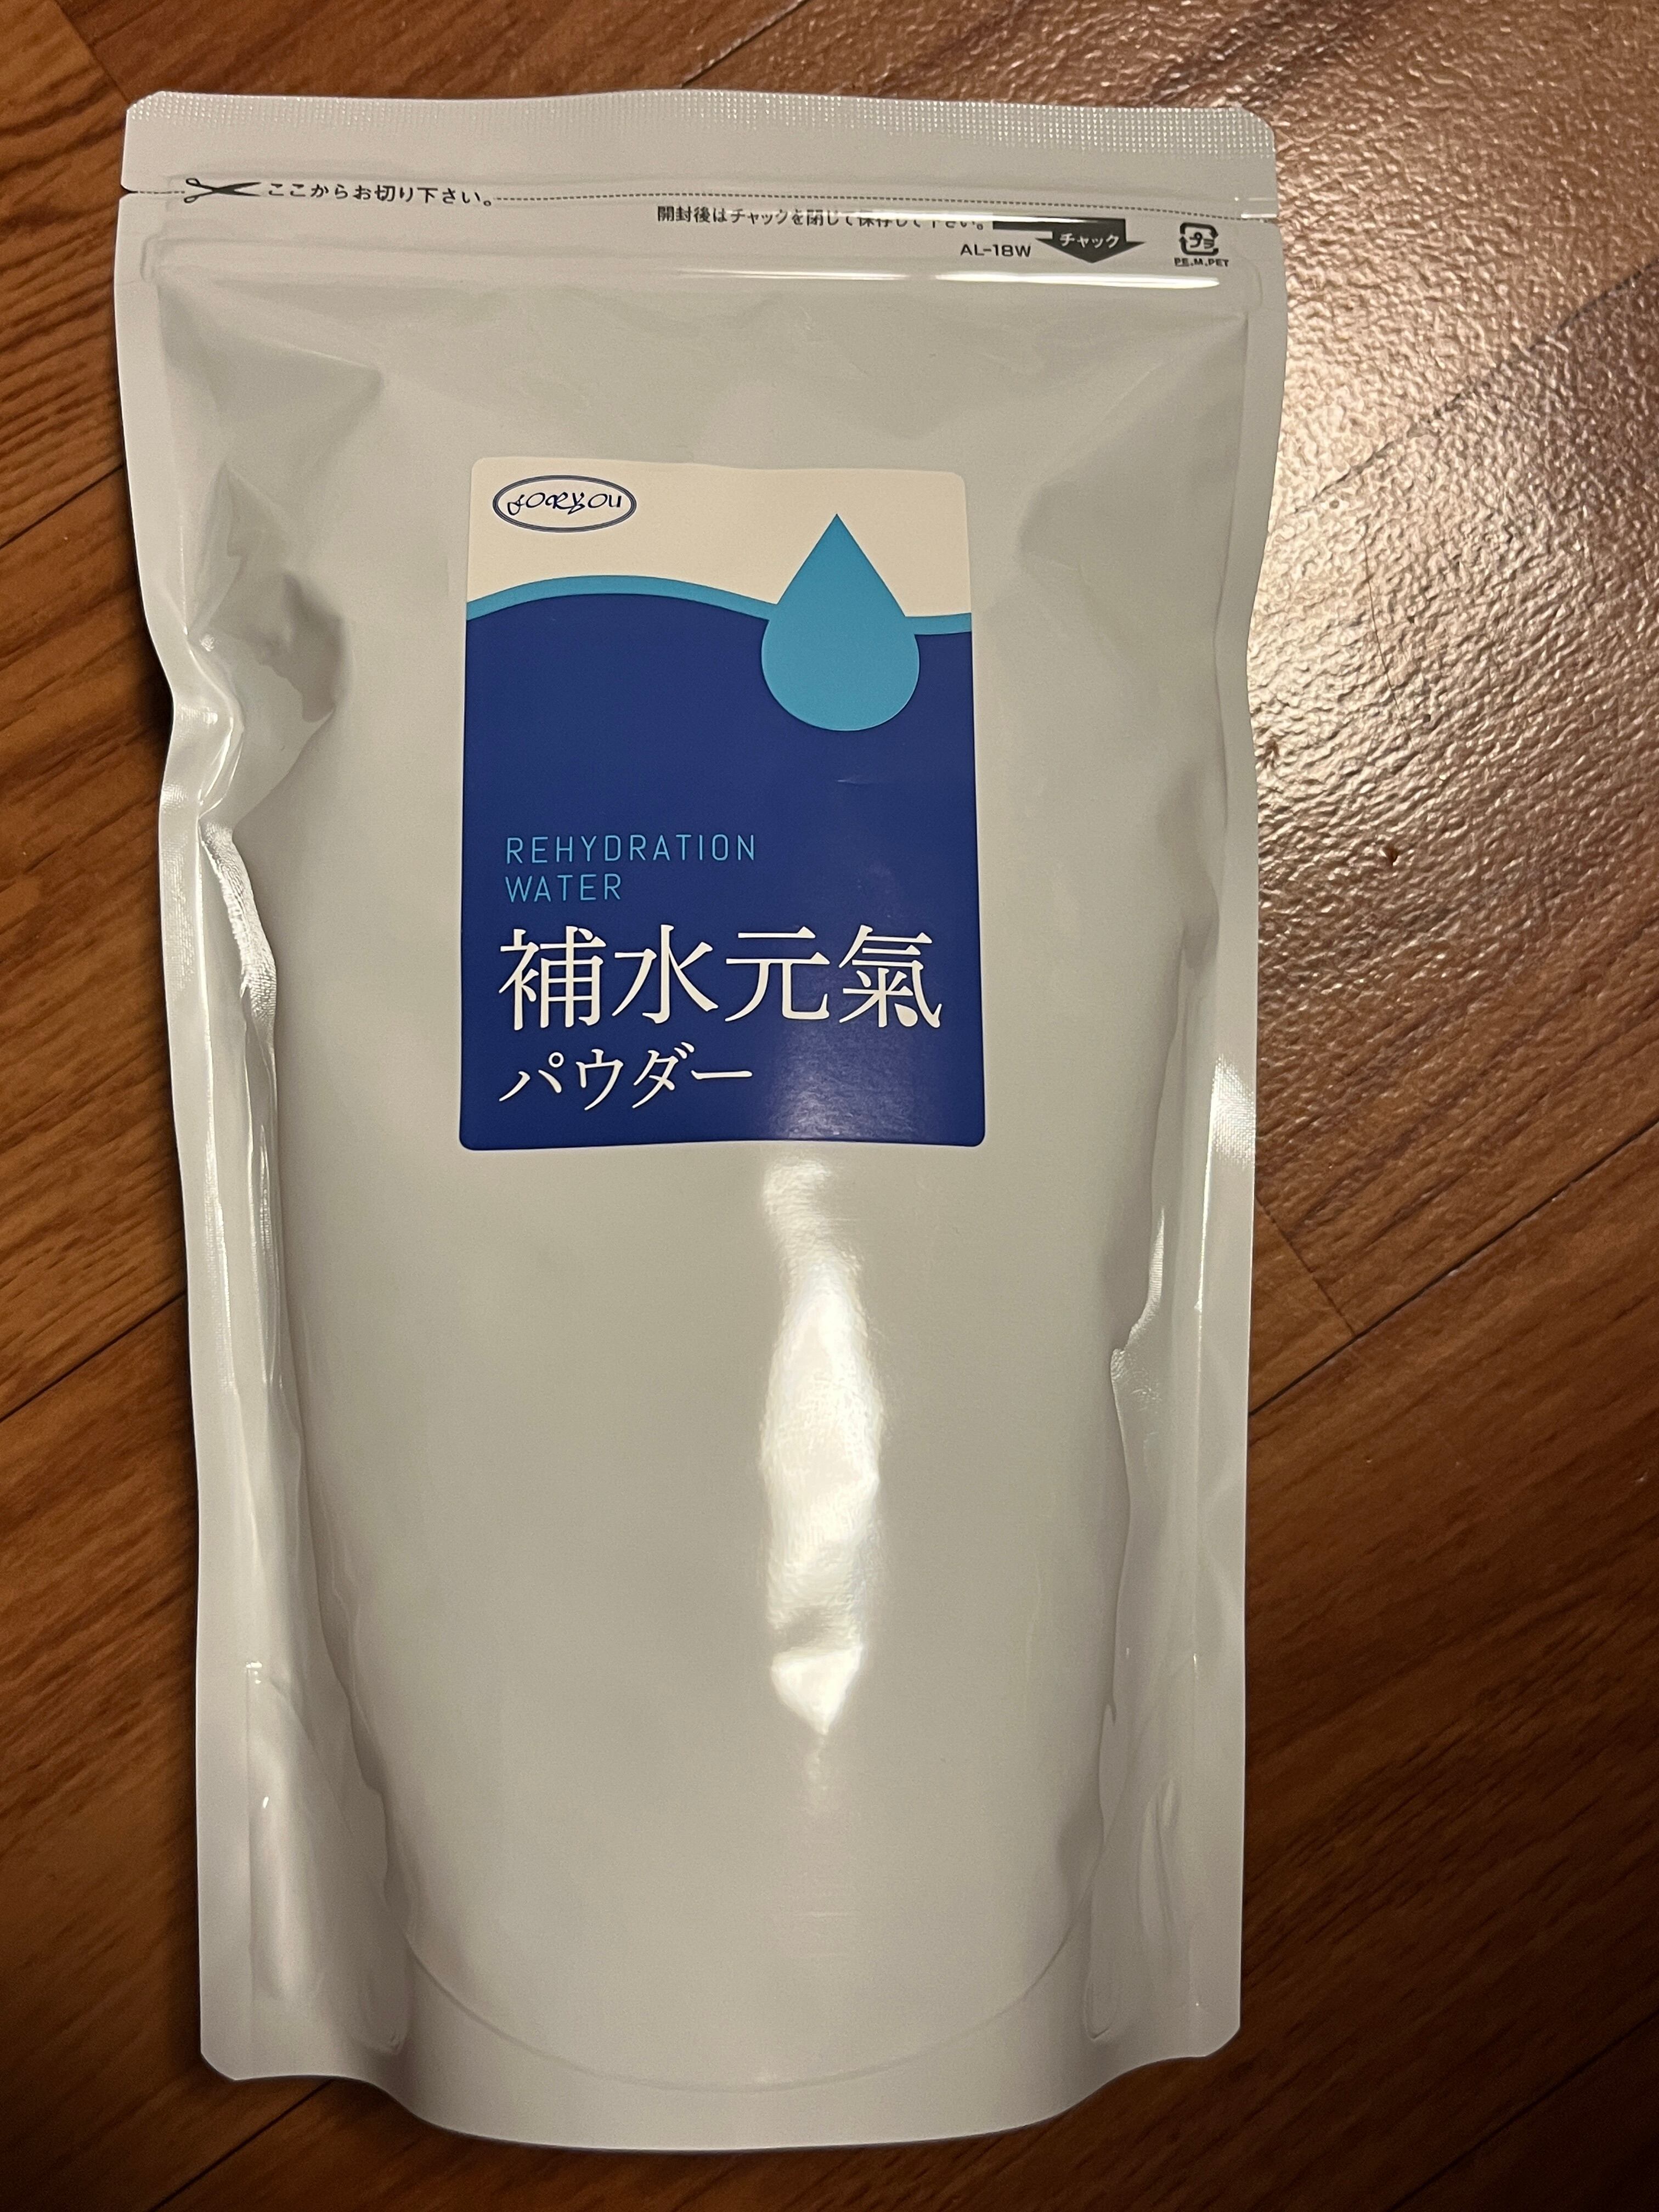 ここからお切り下さい。
開封後はチャックを閉じて保存して下さい。
チャック
AL-18W
プラ
PE.M.PET
FORYOU
REHYDRATION
WATER
補水元氣
パウダー